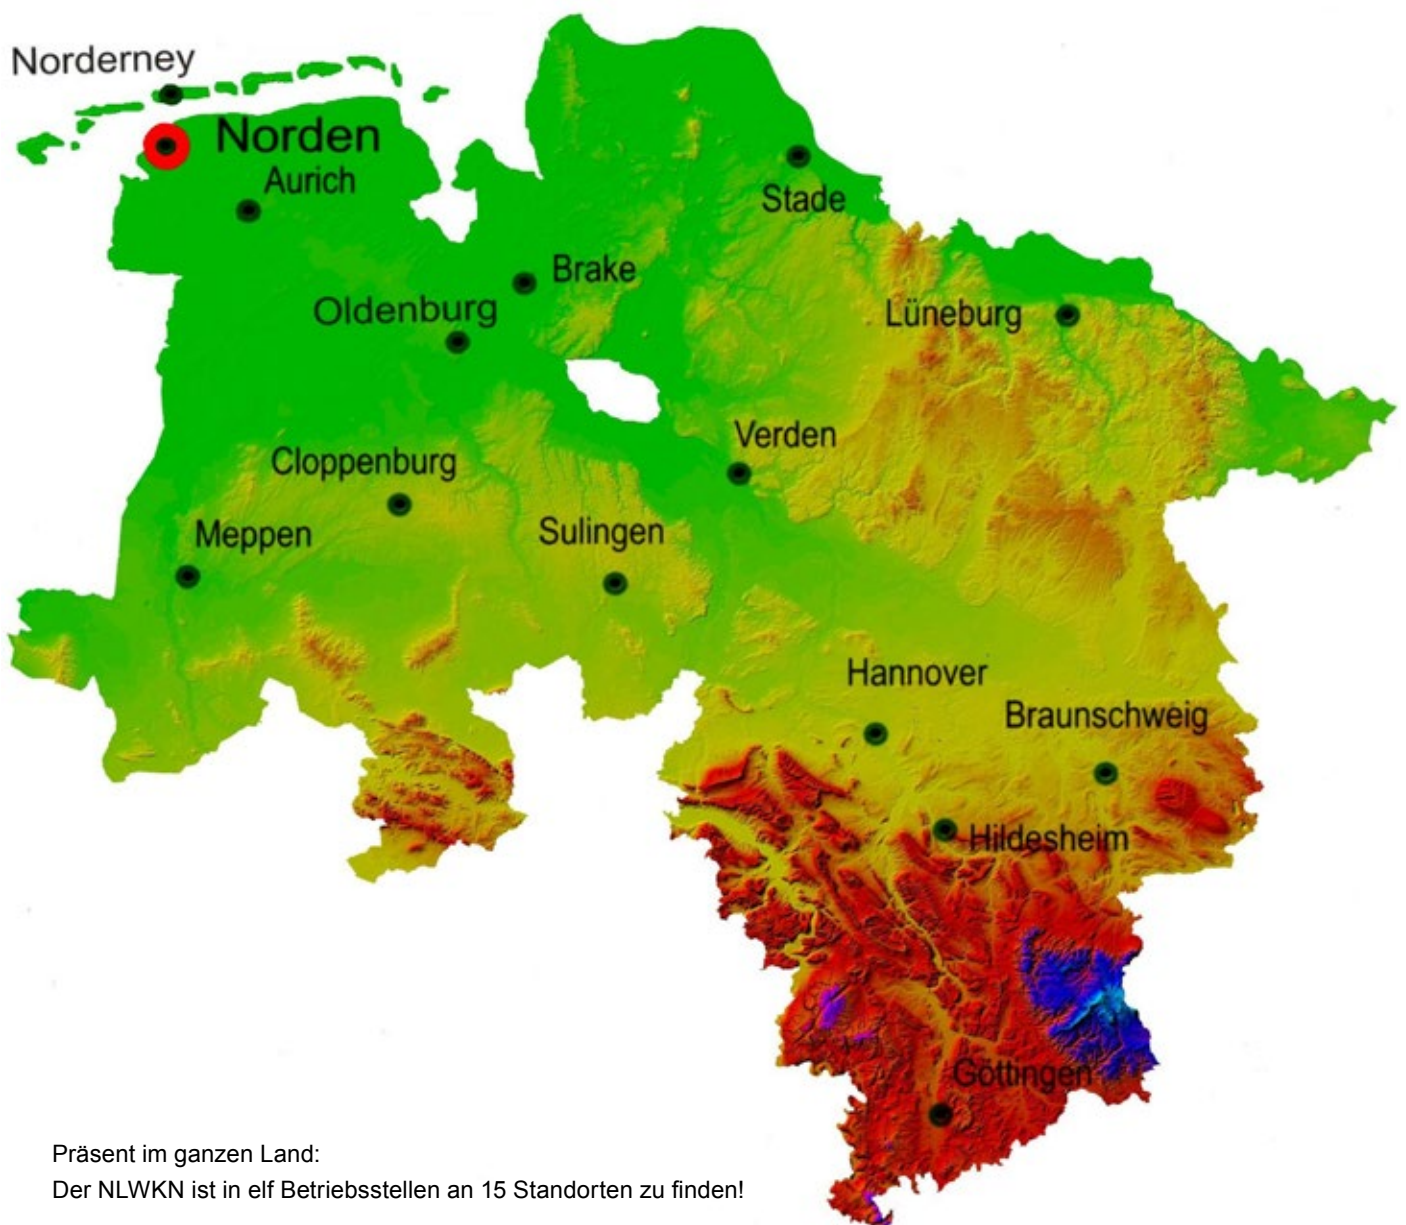 Norderney
Norden
Aurich
Stade
Brake
Oldenburg
Lüneburg
Verden
Cloppenburg
Meppen
Sulingen
Hannover
Braunschweig
Hildesheim
Göttingen
Präsent im ganzen Land:
Der NLWKN ist in elf Betriebsstellen an 15 Standorten zu finden!